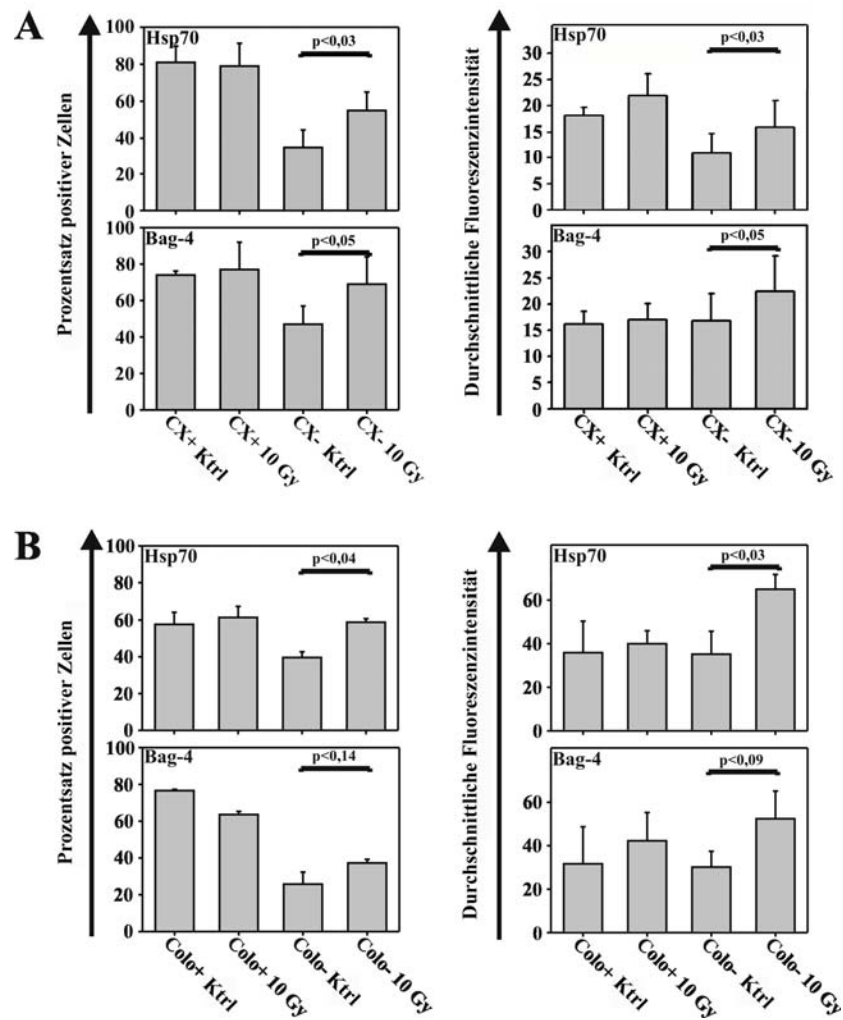 A
Prozentsatz positiver Zellen
Hsp70
p<0,03
100
80
60
40
20
0
Bag-4
p<0,05
100
80
60
40
20
0
CX+ Ktrl
CX+ 10 Gy
CX- Ktrl
CX- 10 Gy
Durchschnittliche Fluoreszenzintensität
Hsp70
p<0,03
30
25
20
15
10
5
0
Bag-4
p<0,05
30
25
20
15
10
5
0
CX+ Ktrl
CX+ 10 Gy
CX- Ktrl
CX- 10 Gy
B
Prozentsatz positiver Zellen
Hsp70
p<0,04
100
80
60
40
20
0
Bag-4
p<0,14
100
80
60
40
20
0
Colo+ Ktrl
Colo+ 10 Gy
Colo- Ktrl
Colo- 10 Gy
Durchschnittliche Fluoreszenzintensität
Hsp70
p<0,03
60
40
20
0
Bag-4
p<0,09
60
40
20
0
Colo+ Ktrl
Colo+ 10 Gy
Colo- Ktrl
Colo- 10 Gy